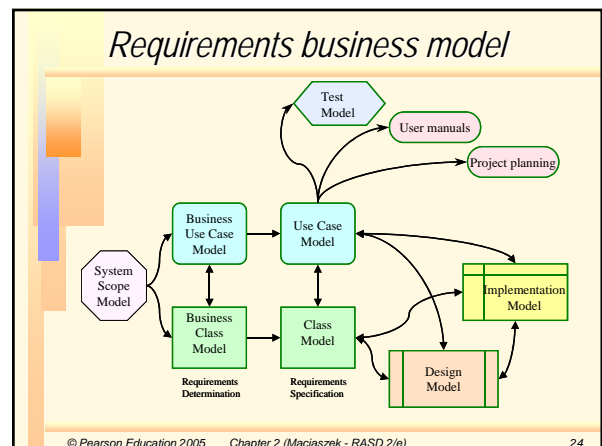 Requirements business model
Test
Model
User manuals
Project planning
Business
Use Case
Model
Use Case
Model
System
Scope
Model
Implementation
Model
Business
Class
Model
Class
Model
Design
Model
Requirements
Determination
Requirements
Specification
© Pearson Education 2005 Chapter 2 (Maciaszek - RASD 2/e) 24